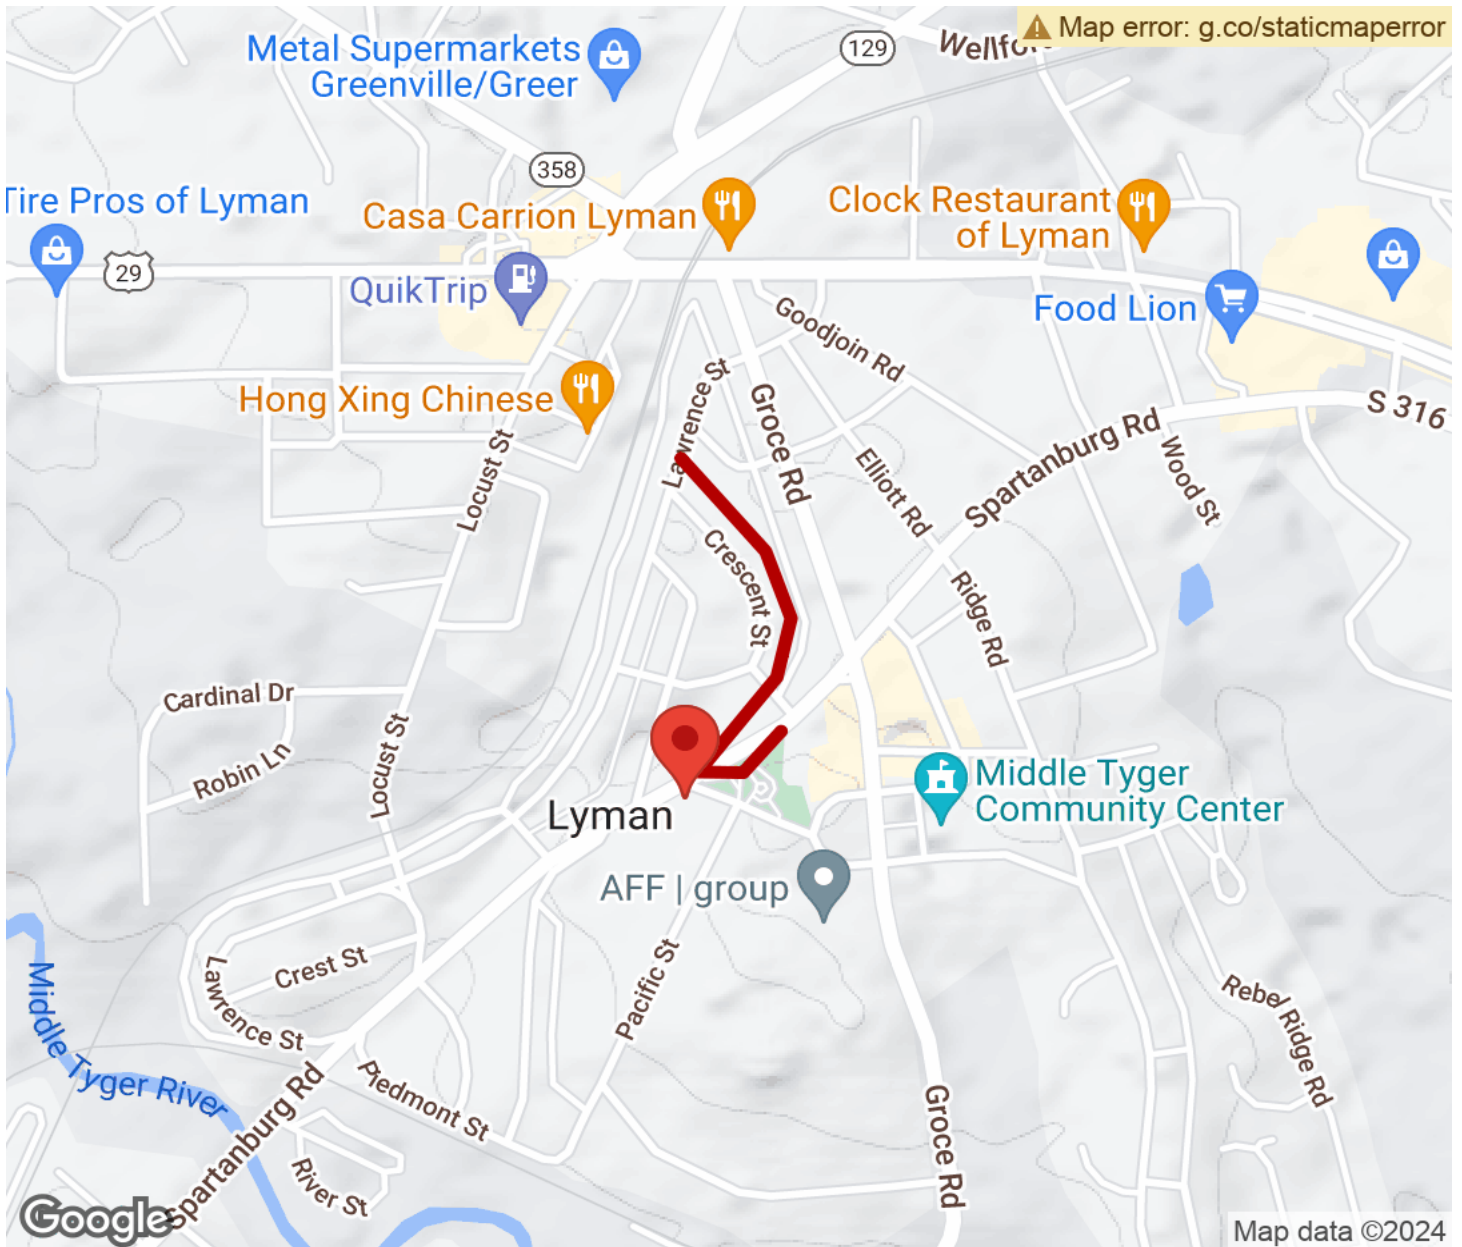 Map error: g.co/staticmaperror
Metal Supermarkets
Greenville/Greer
129
Wellfor
358
Tire Pros of Lyman
Casa Carrion Lyman
Clock Restaurant
of Lyman
29
QuikTrip
Food Lion
Goodjoin Rd
Lawrence St
Hong Xing Chinese
Groce Rd
S 316
Spartanburg Rd
Locust St
Elliott Rd
Wood St
Crescent St
Ridge Rd
Cardinal Dr
Locust St
Robin Ln
Lyman
Middle Tyger
Community Center
AFF | group
Crest St
Lawrence St
Pacific St
Rebel Ridge Rd
Middle Tyger River
Spartanburg Rd
Piedmont St
Groce Rd
River St
Google
Map data ©2024